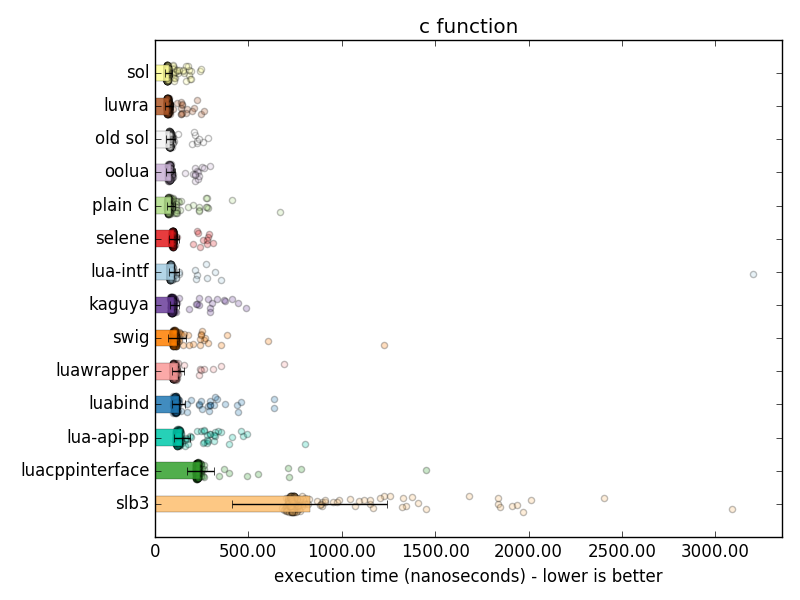 c function
sol
luwra
old sol
oolua
plain C
selene
lua-intf
kaguya
swig
luawrapper
luabind
lua-api-pp
luacppinterface
slb3
0 500.00 1000.00 1500.00 2000.00 2500.00 3000.00
execution time (nanoseconds) - lower is better